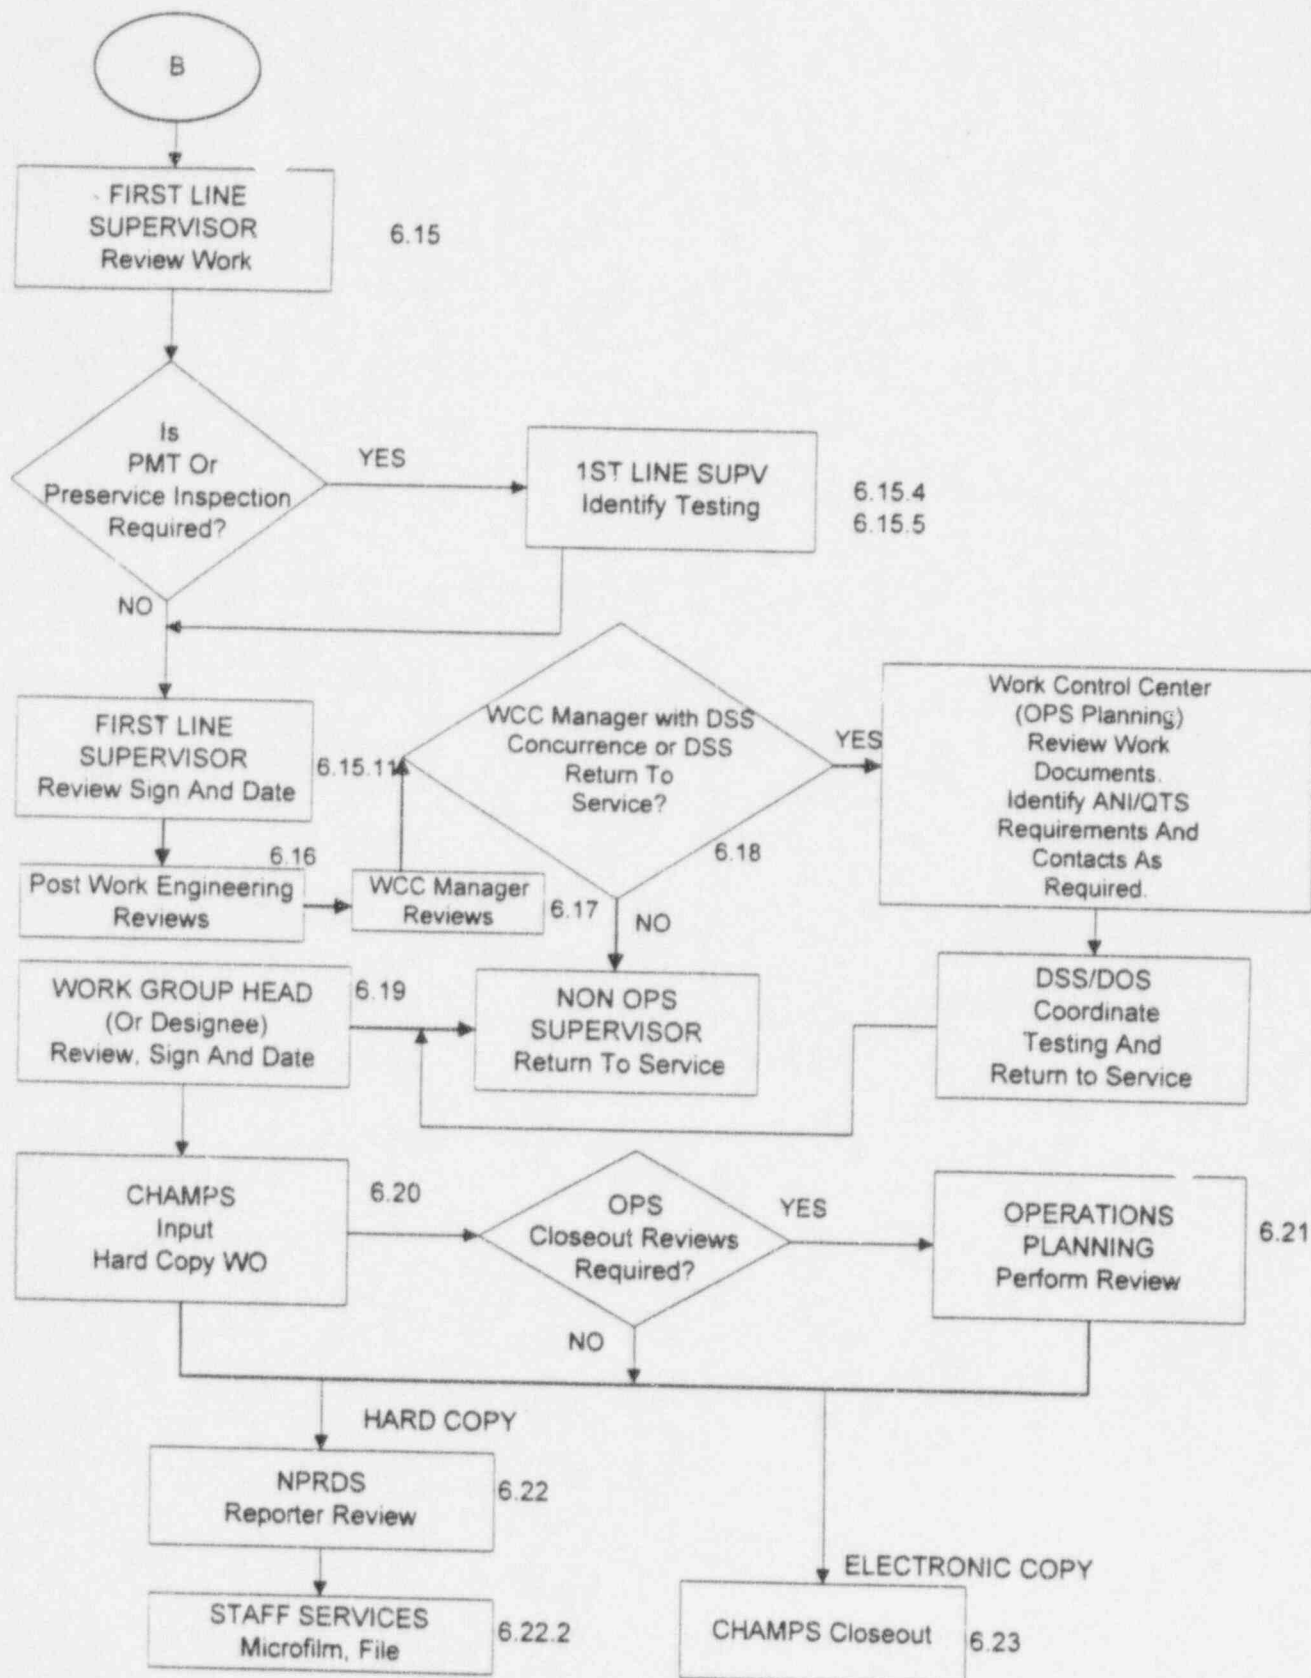 B
FIRST LINE
SUPERVISOR
Review Work
6.15
Is
PMT Or
Preservice Inspection
Required?
YES
1ST LINE SUPV
Identify Testing
6.15.4
6.15.5
NO
FIRST LINE
SUPERVISOR
Review Sign And Date
6.15.11
WCC Manager with DSS
Concurrence or DSS
Return To
Service?
YES
6.18
Work Control Center
(OPS Planning)
Review Work
Documents.
Identify ANI/QTS
Requirements And
Contacts As
Required.
6.16
Post Work Engineering
Reviews
WCC Manager
Reviews
6.17
NO
WORK GROUP HEAD
(Or Designee)
Review, Sign And Date
6.19
NON OPS
SUPERVISOR
Return To Service
DSS/DOS
Coordinate
Testing And
Return to Service
CHAMPS
Input
Hard Copy WO
6.20
OPS
Closeout Reviews
Required?
YES
OPERATIONS
PLANNING
Perform Review
6.21
NO
HARD COPY
NPRDS
Reporter Review
6.22
STAFF SERVICES
Microfilm, File
6.22.2
ELECTRONIC COPY
CHAMPS Closeout
6.23